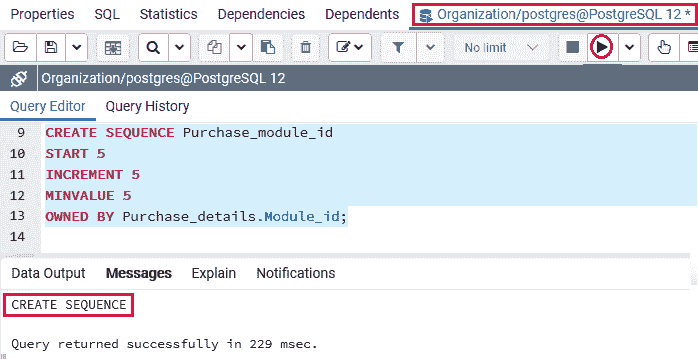 Properties SQL Statistics Dependencies Dependents Organization/postgres@PostgreSQL 12 *
No limit
Organization/postgres@PostgreSQL 12
Query Editor Query History
9 CREATE SEQUENCE Purchase_module_id
10 START 5
11 INCREMENT 5
12 MINVALUE 5
13 OWNED BY Purchase_details.Module_id;
14
Data Output Messages Explain Notifications
CREATE SEQUENCE
Query returned successfully in 229 msec.